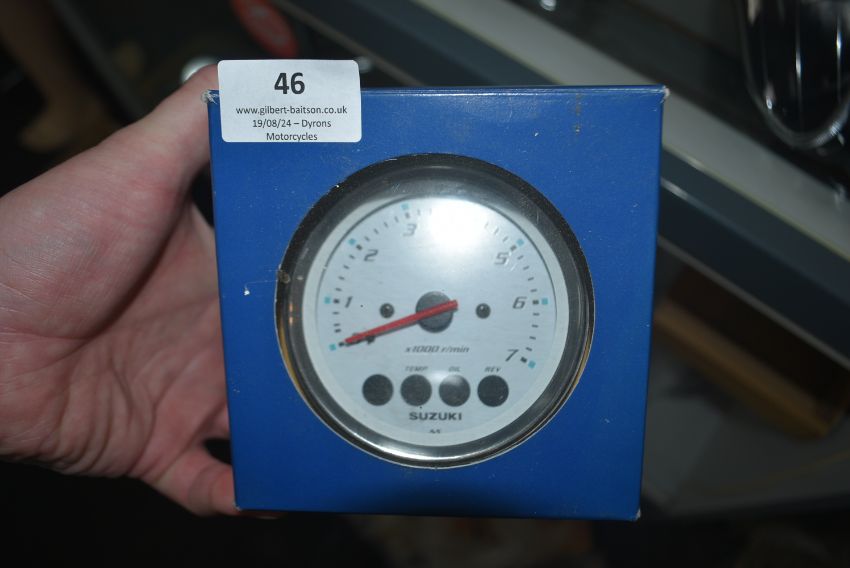 46
www.gilbert-baitson.co.uk
19/08/24 – Dyrons
Motorcycles
3
2
5
1
6
x1000 r/min
7
TEMP OIL REV
SUZUKI